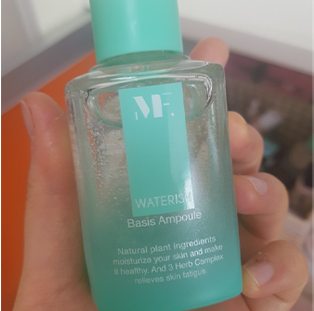 MF.
WATERISH
Basis Ampoule
Natural plant ingredients
moisturize your skin and make
it healthy. And 3 Herb Complex
relieves skin fatigue.